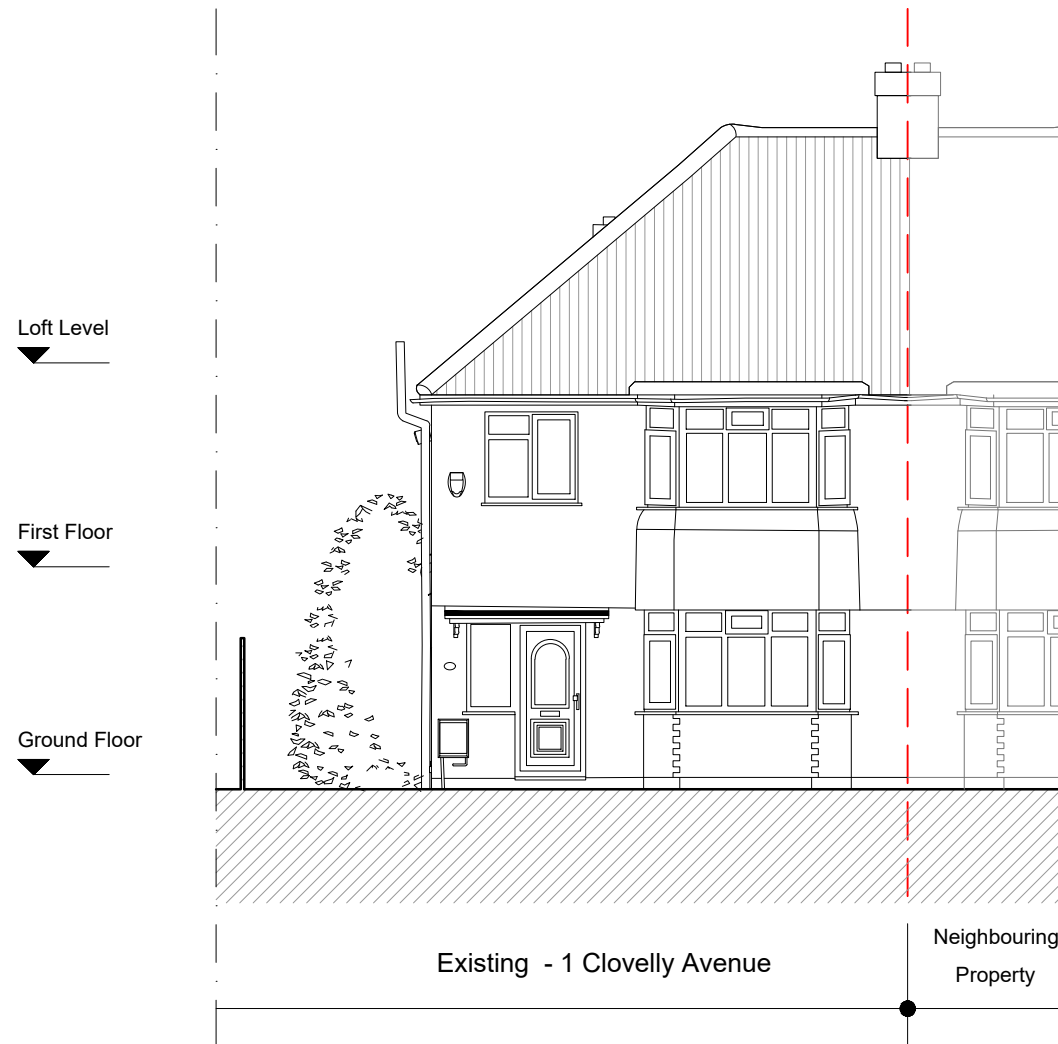 Loft Level
First Floor
Ground Floor
Existing - 1 Clovelly Avenue
Neighbouring
Property